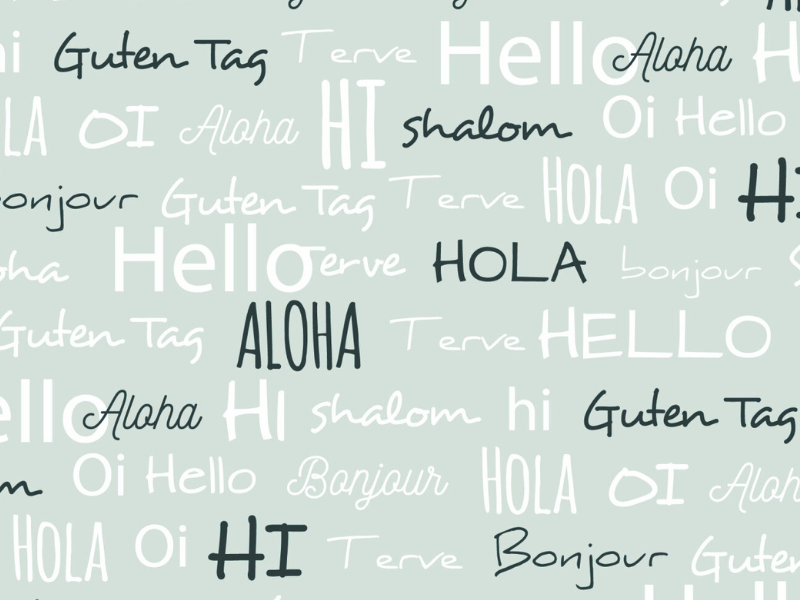 hi Guten Tag Terve Hello Aloha H
LA OI Aloha HI shalom Oi Hello
bonjour Guten Tag Terve HOLA Oi HI
oha Hello Terve HOLA bonjour
Guten Tag ALOHA Terve HELLO
ello Aloha HI shalom hi Guten Tag
m Oi Hello Bonjour HOLA OI Aloh
HOLA Oi HI Terve Bonjour Guten